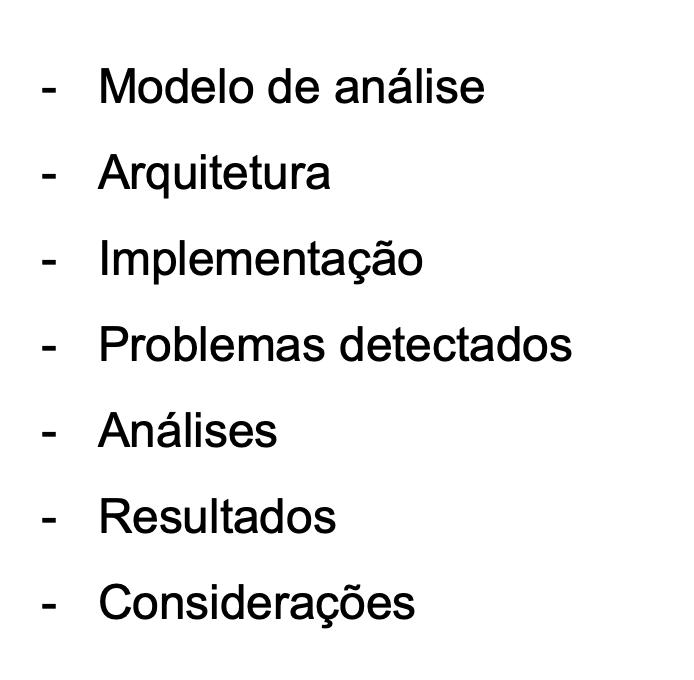 - Modelo de análise
- Arquitetura
- Implementação
- Problemas detectados
- Análises
- Resultados
- Considerações